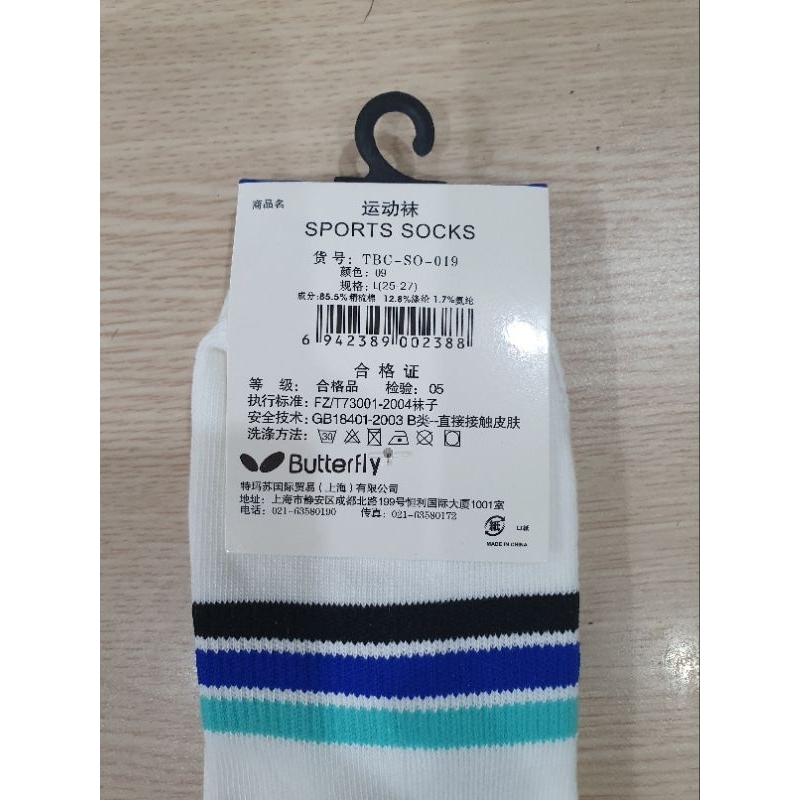 商品名
运动袜
SPORTS SOCKS
货号: TBC-SO-019
颜色: 09
规格: L(25-27)
成分:85.5%精梳棉 12.8%涤纶 1.7%氨纶
6 942389 002388
合格证
等 级: 合格品 检验: 05
执行标准: FZ/T73001-2004袜子
安全技术: GB18401-2003 B类--直接接触皮肤
洗涤方法: 30
Butterfly
特玛苏国际贸易(上海)有限公司
地址: 上海市静安区成都北路199号恒利国际大厦1001室
电话: 021-63580190 传真: 021-63580172
紙 口紙
MADE IN CHINA